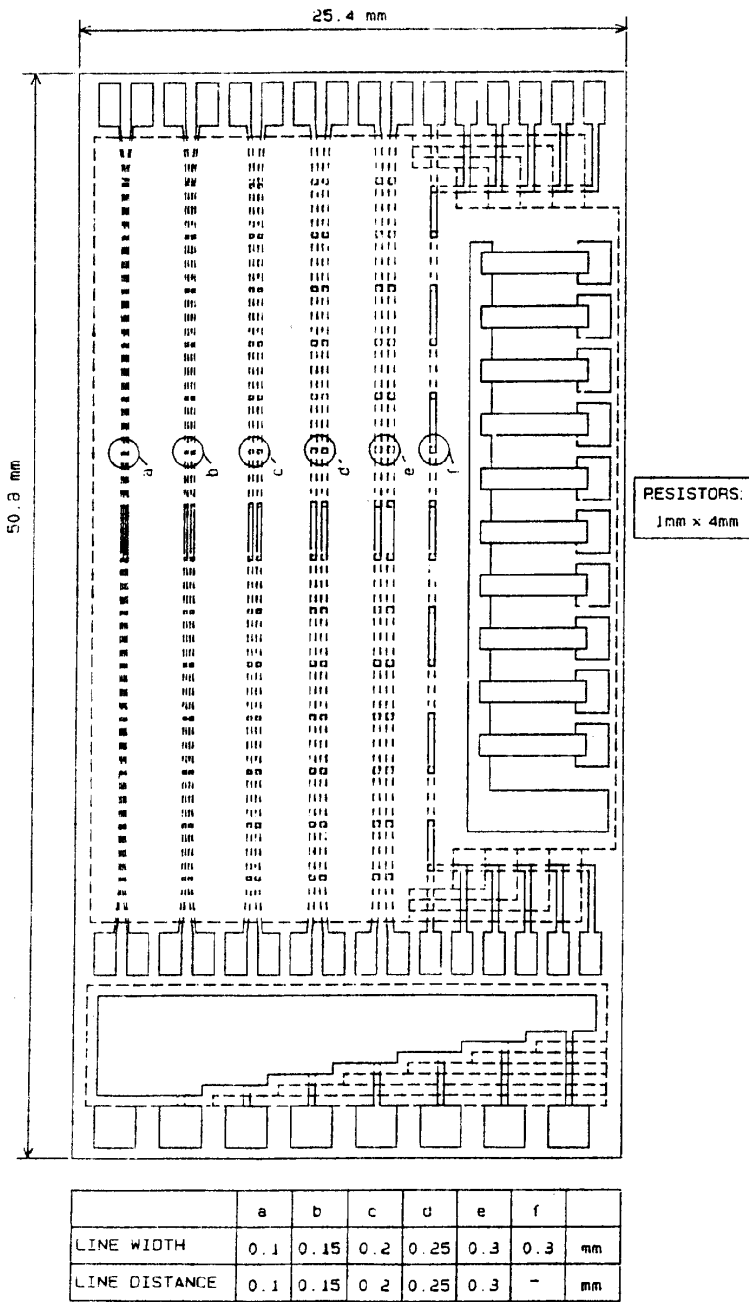 25.4 mm
50.8 mm
a
b
c
d
e
f
RESISTORS:
1mm x 4mm
a b c d e f
LINE WIDTH 0.1 0.15 0.2 0.25 0.3 0.3 mm
LINE DISTANCE 0.1 0.15 0 2 0.25 0.3 - mm